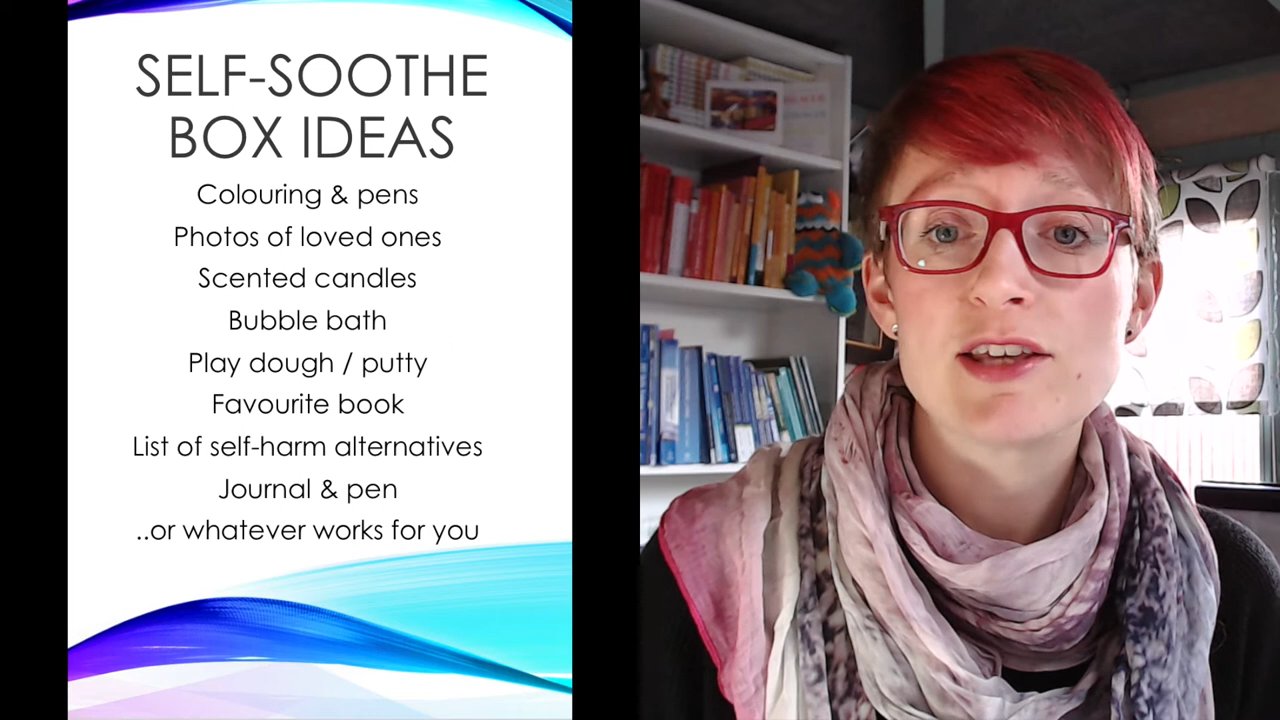 SELF-SOOTHE
BOX IDEAS
Colouring & pens
Photos of loved ones
Scented candles
Bubble bath
Play dough / putty
Favourite book
List of self-harm alternatives
Journal & pen
..or whatever works for you